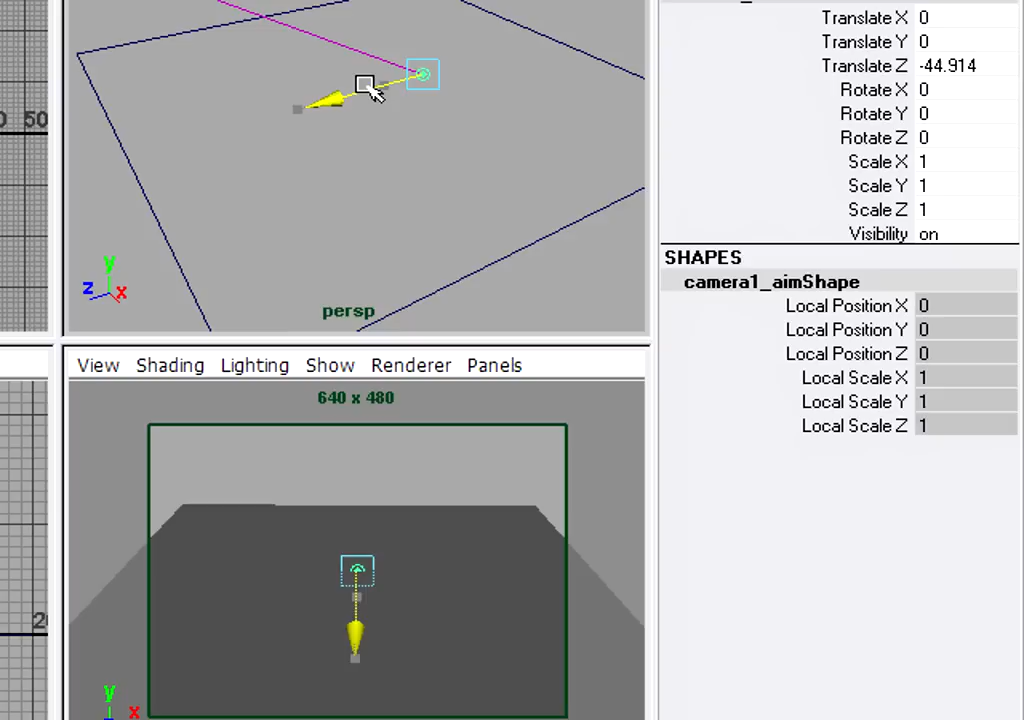 Translate X 0
Translate Y 0
Translate Z -44.914
Rotate X 0
Rotate Y 0
Rotate Z 0
Scale X 1
Scale Y 1
Scale Z 1
Visibility on
SHAPES
camera1_aimShape
Local Position X 0
Local Position Y 0
Local Position Z 0
Local Scale X 1
Local Scale Y 1
Local Scale Z 1
0 50
y
z x
persp
View Shading Lighting Show Renderer Panels
640 x 480
y
x